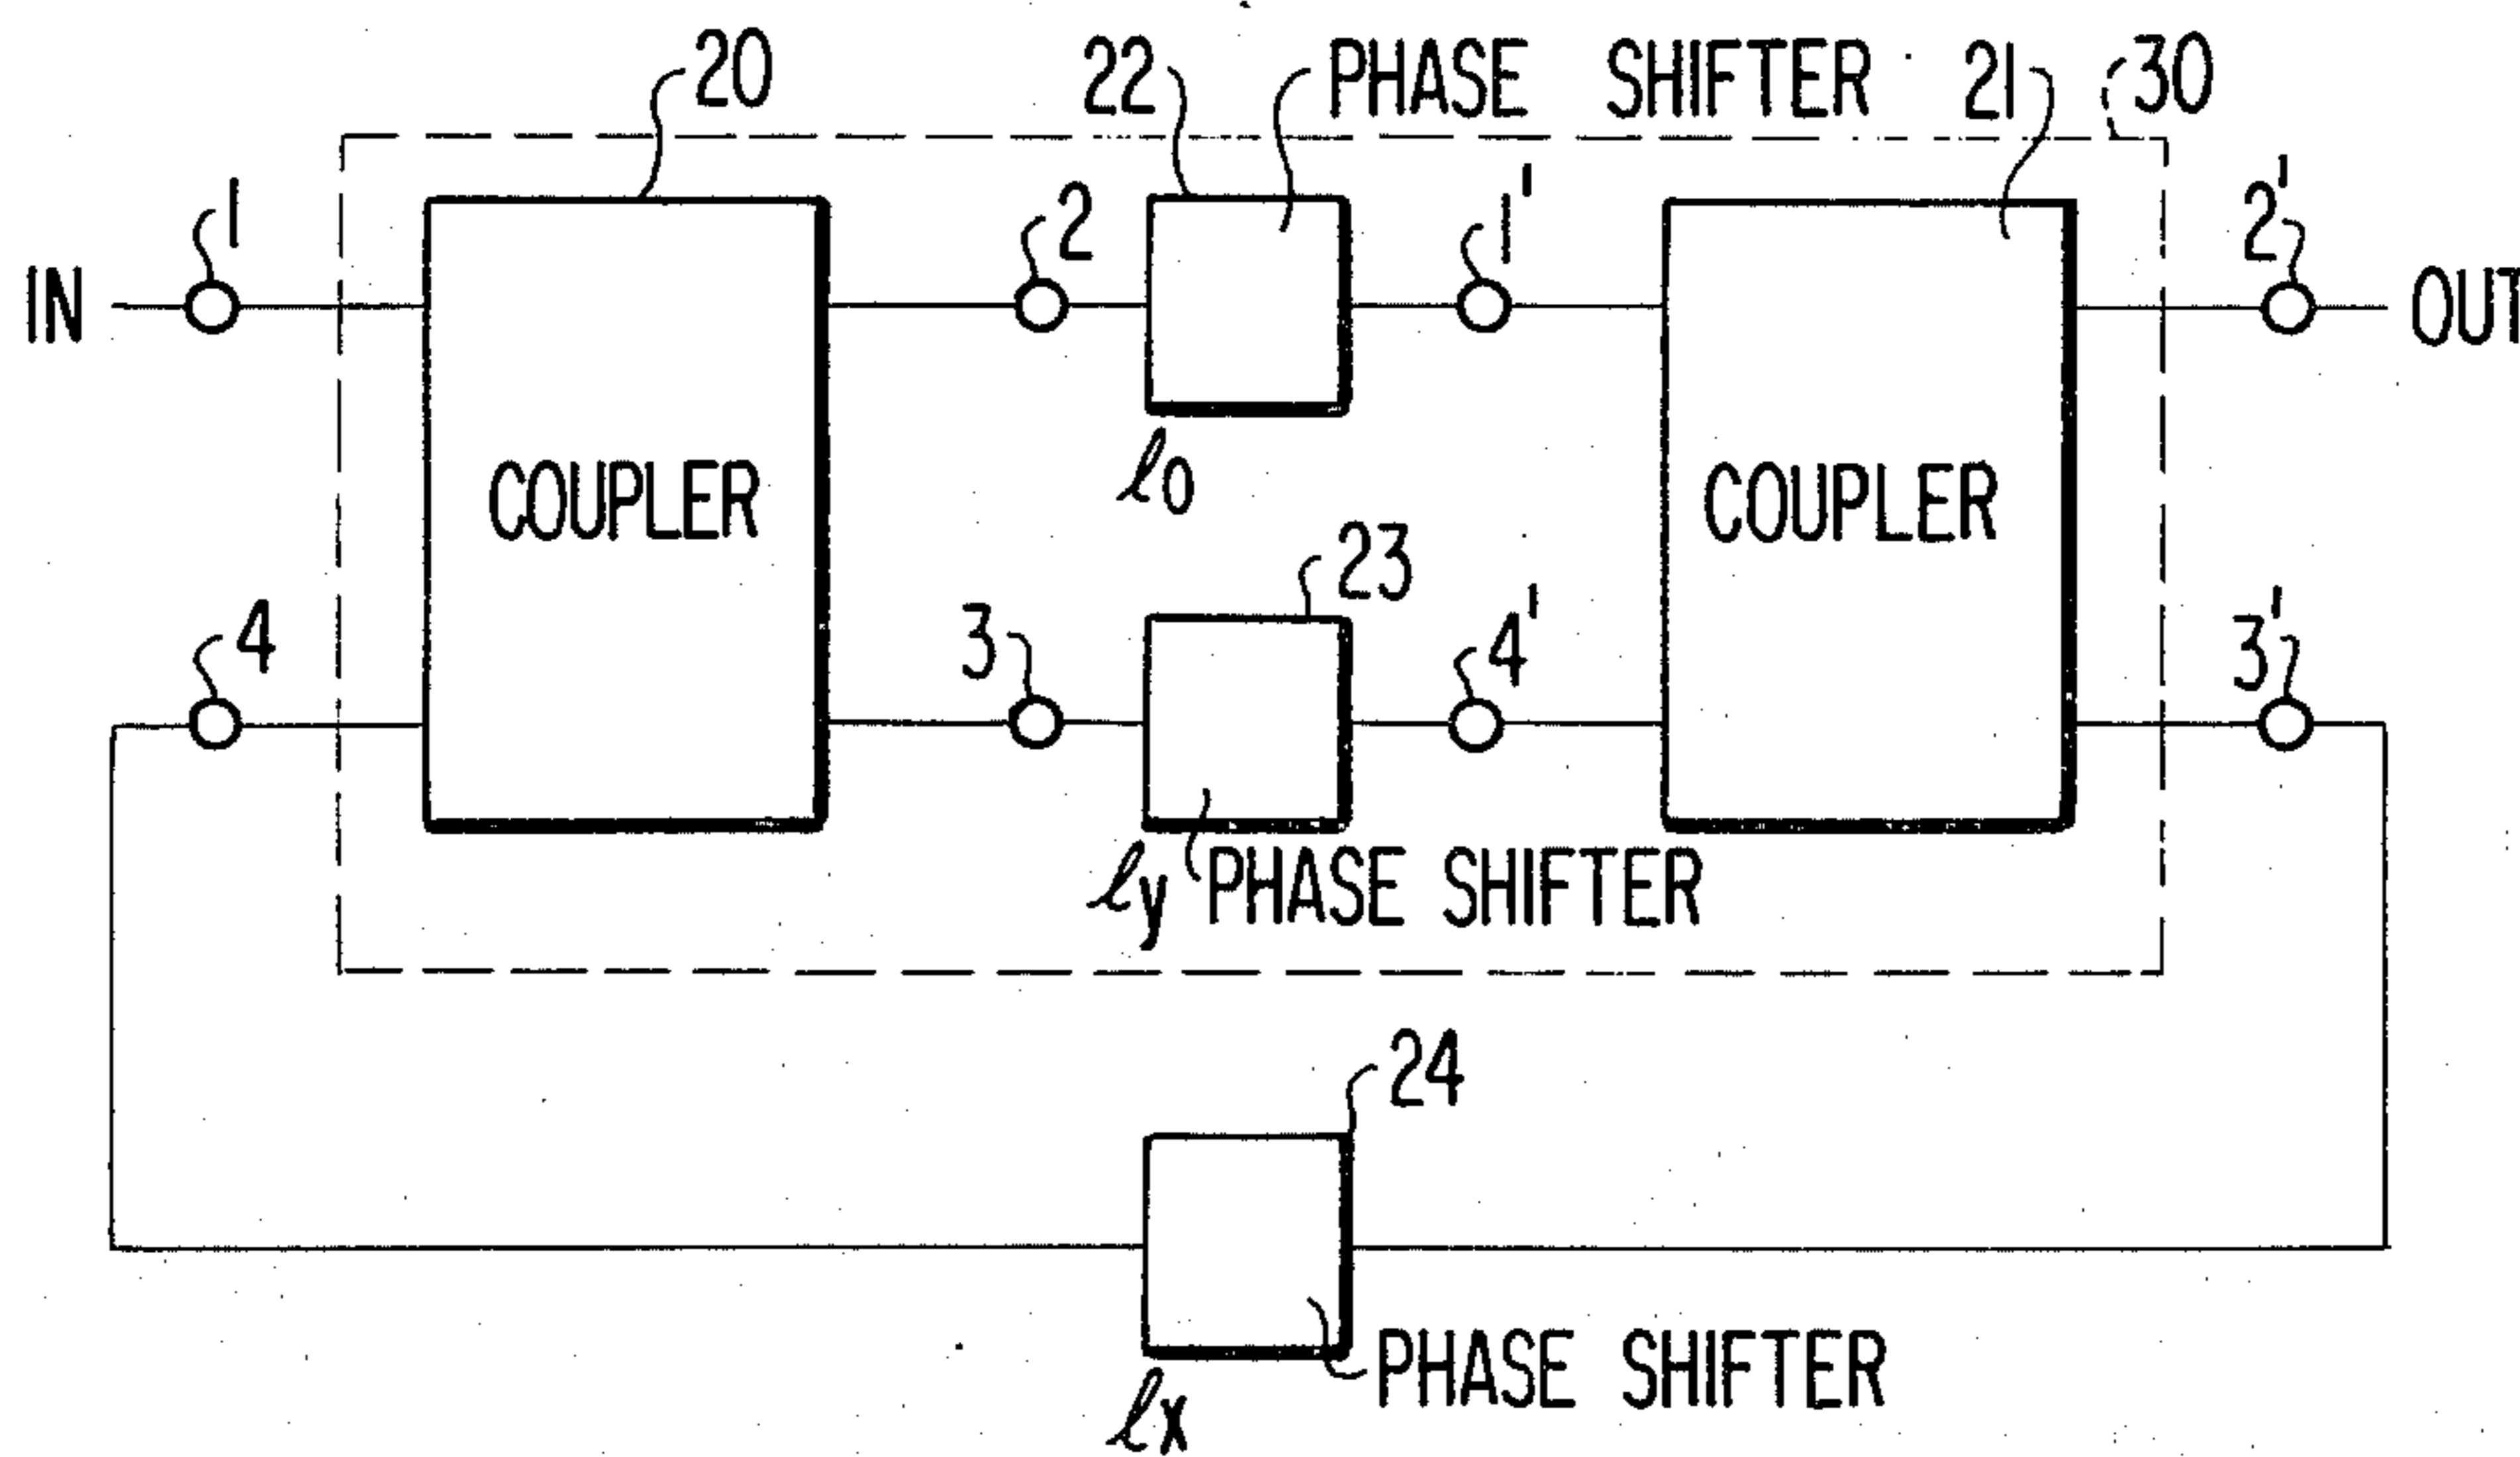 20
22
PHASE SHIFTER
21
30
1
2
1'
2'
IN
OUT
COUPLER
COUPLER
ℓ0
23
4
3
4'
3'
ℓy
PHASE SHIFTER
24
PHASE SHIFTER
ℓx